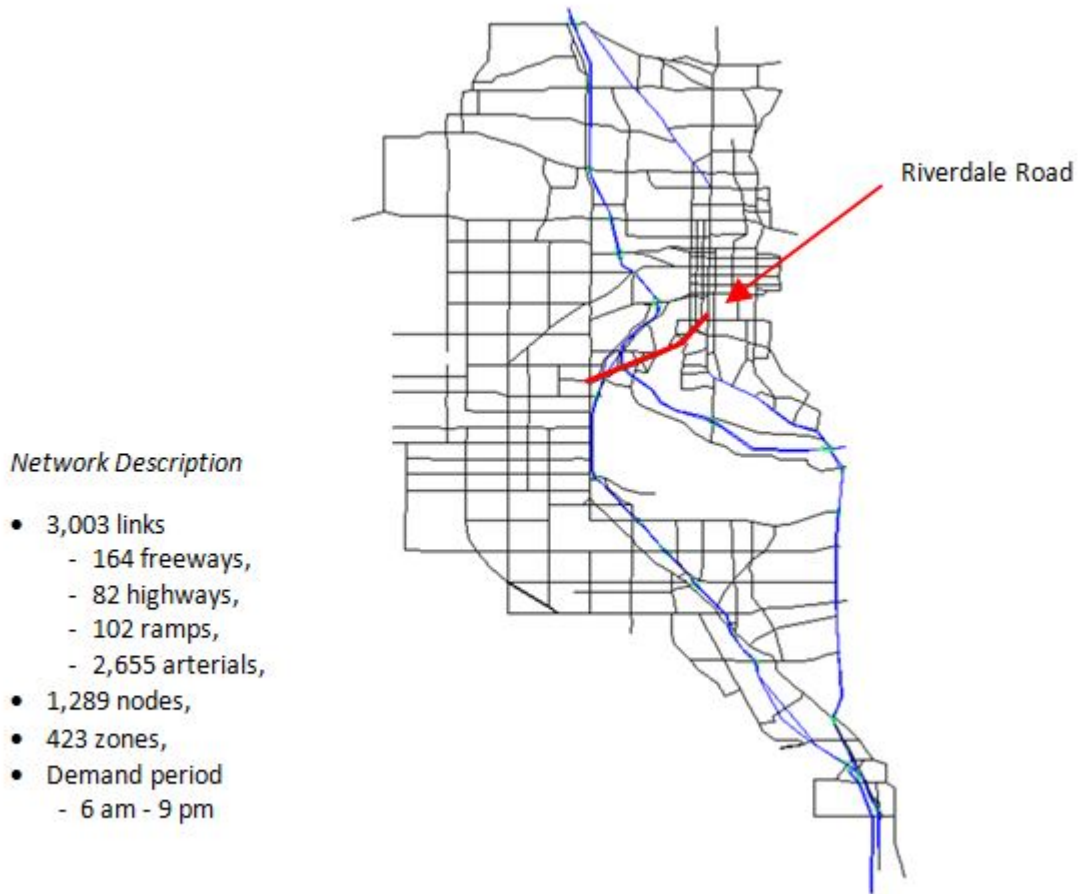 Riverdale Road
Network Description
• 3,003 links
- 164 freeways,
- 82 highways,
- 102 ramps,
- 2,655 arterials,
• 1,289 nodes,
• 423 zones,
• Demand period
- 6 am - 9 pm